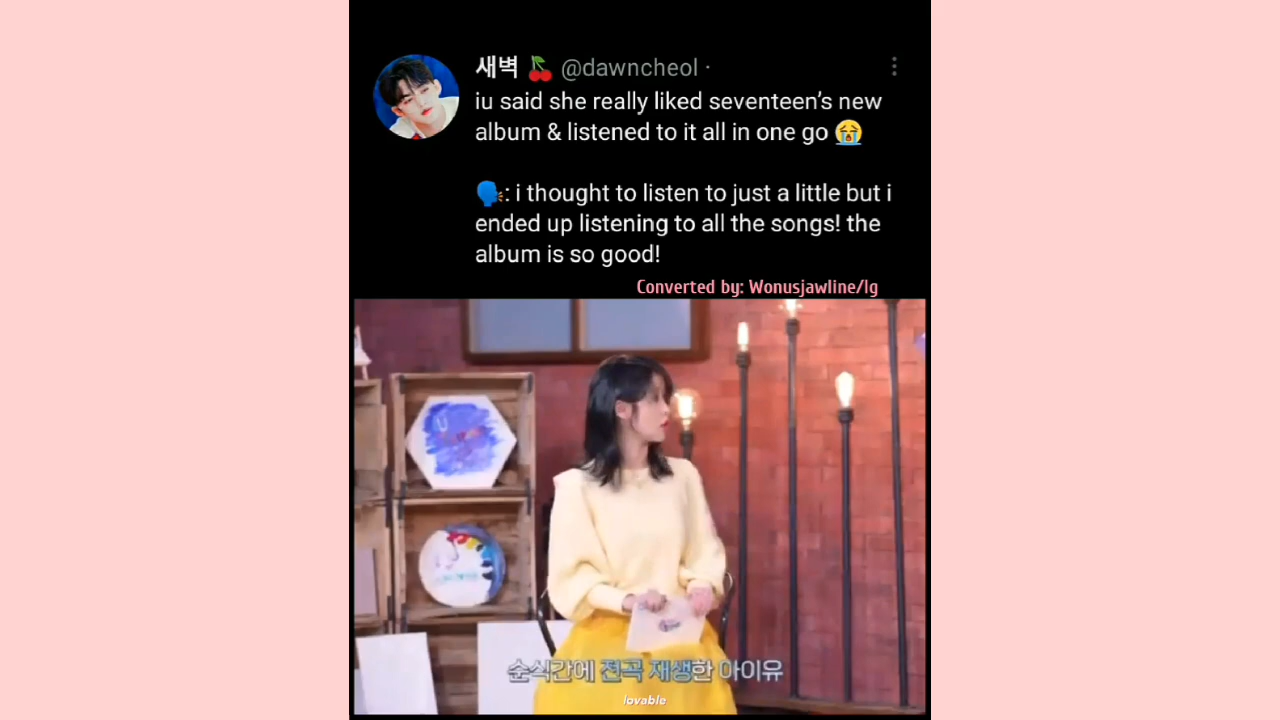 새벽 🍒 @dawncheol ·
iu said she really liked seventeen’s new
album & listened to it all in one go 😭
🗣: i thought to listen to just a little but i
ended up listening to all the songs! the
album is so good!
Converted by: Wonusjawline/Ig
순식간에 전곡 재생한 아이유
lovable